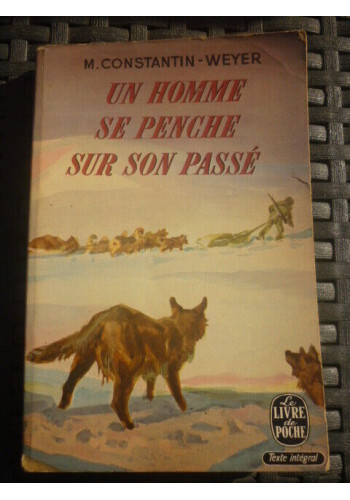 M. CONSTANTIN-WEYER
UN HOMME
SE PENCHE
SUR SON PASSÉ
Le
LIVRE
de
POCHE
Texte intégral